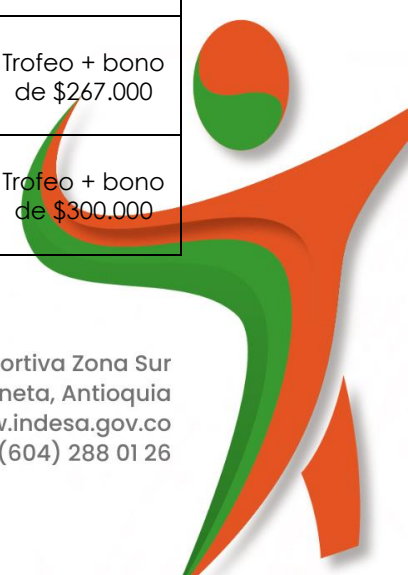 Trofeo + bono
de $267.000
Trofeo + bono
de $300.000
ortiva Zona Sur
neta, Antioquia
.indesa.gov.co
(604) 288 01 26